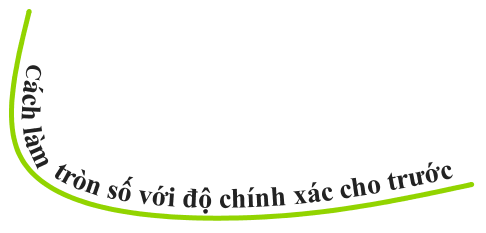 Cách làm tròn số với độ chính xác cho trước